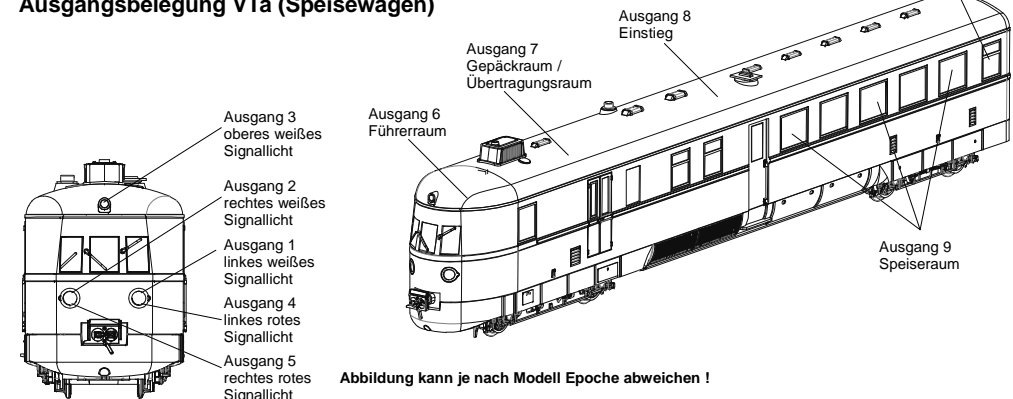 Ausgangsbelegung VTa (Speisewagen)
Ausgang 8
Einstieg
Ausgang 7
Gepäckraum /
Übertragungsraum
Ausgang 6
Führerraum
Ausgang 3
oberes weißes
Signallicht
Ausgang 2
rechtes weißes
Signallicht
Ausgang 1
linkes weißes
Signallicht
Ausgang 4
linkes rotes
Signallicht
Ausgang 5
rechtes rotes
Signallicht
Ausgang 9
Speiseraum
Abbildung kann je nach Modell Epoche abweichen !